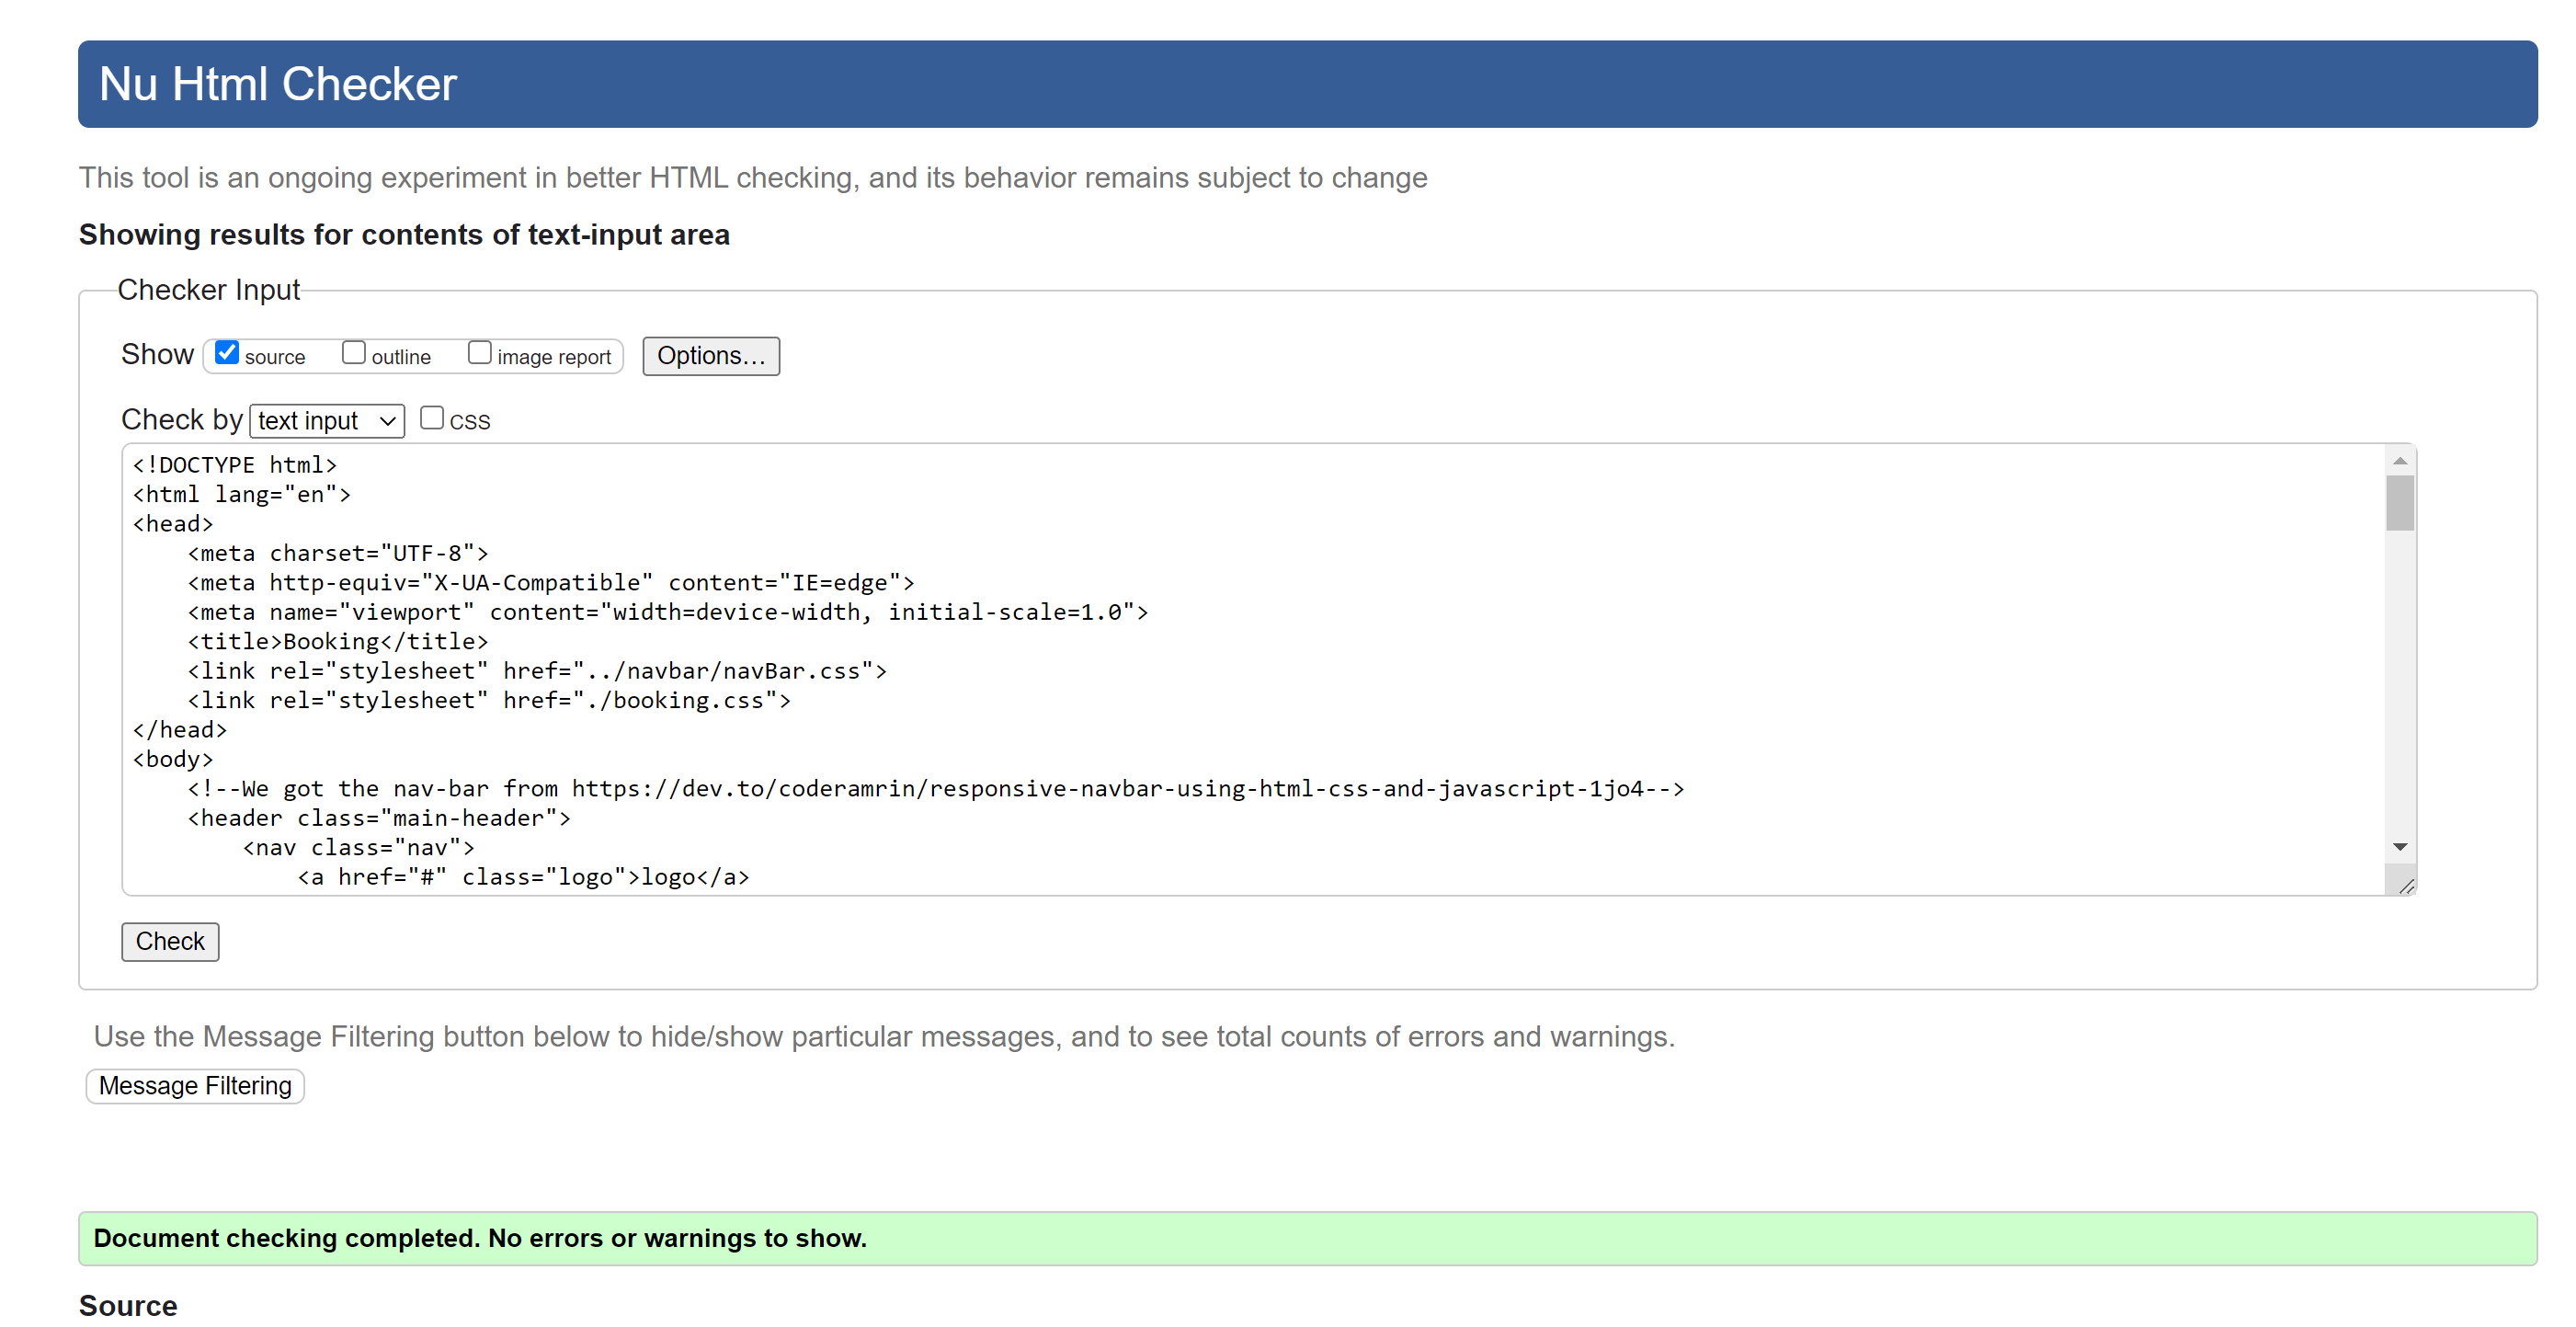 Nu Html Checker
This tool is an ongoing experiment in better HTML checking, and its behavior remains subject to change
Showing results for contents of text-input area
Checker Input
Show source outline image report Options...
Check by text input CSS
<!DOCTYPE html>
<html lang="en">
<head>
    <meta charset="UTF-8">
    <meta http-equiv="X-UA-Compatible" content="IE=edge">
    <meta name="viewport" content="width=device-width, initial-scale=1.0">
    <title>Booking</title>
    <link rel="stylesheet" href="../navbar/navBar.css">
    <link rel="stylesheet" href="./booking.css">
</head>
<body>
    <!--We got the nav-bar from https://dev.to/coderamrin/responsive-navbar-using-html-css-and-javascript-1jo4-->
    <header class="main-header">
        <nav class="nav">
            <a href="#" class="logo">logo</a>
Check
Use the Message Filtering button below to hide/show particular messages, and to see total counts of errors and warnings.
Message Filtering
Document checking completed. No errors or warnings to show.
Source